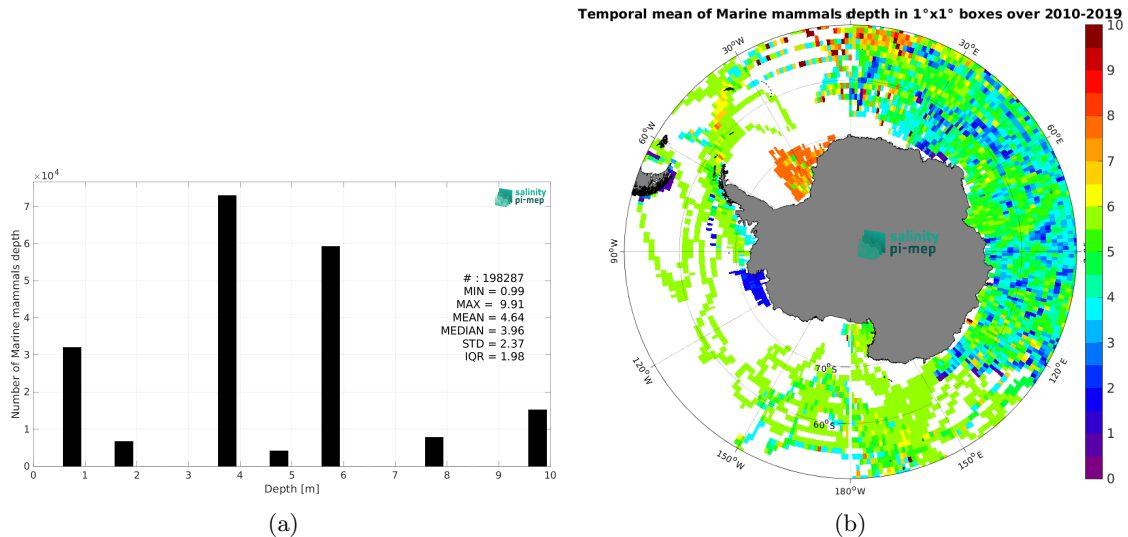 Temporal mean of Marine mammals depth in 1°x1° boxes over 2010-2019
×10⁴
7
6
5
4
3
2
1
0
Number of Marine mammals depth
0 1 2 3 4 5 6 7 8 9 10
Depth [m]
salinity
pi-mep
# : 198287
MIN = 0.99
MAX = 9.91
MEAN = 4.64
MEDIAN = 3.96
STD = 2.37
IQR = 1.98
(a)
30°W
30°E
60°W
60°E
90°W
120°W
120°E
150°W
150°E
180°W
70°S
60°S
salinity
pi-mep
10
9
8
7
6
5
4
3
2
1
0
(b)